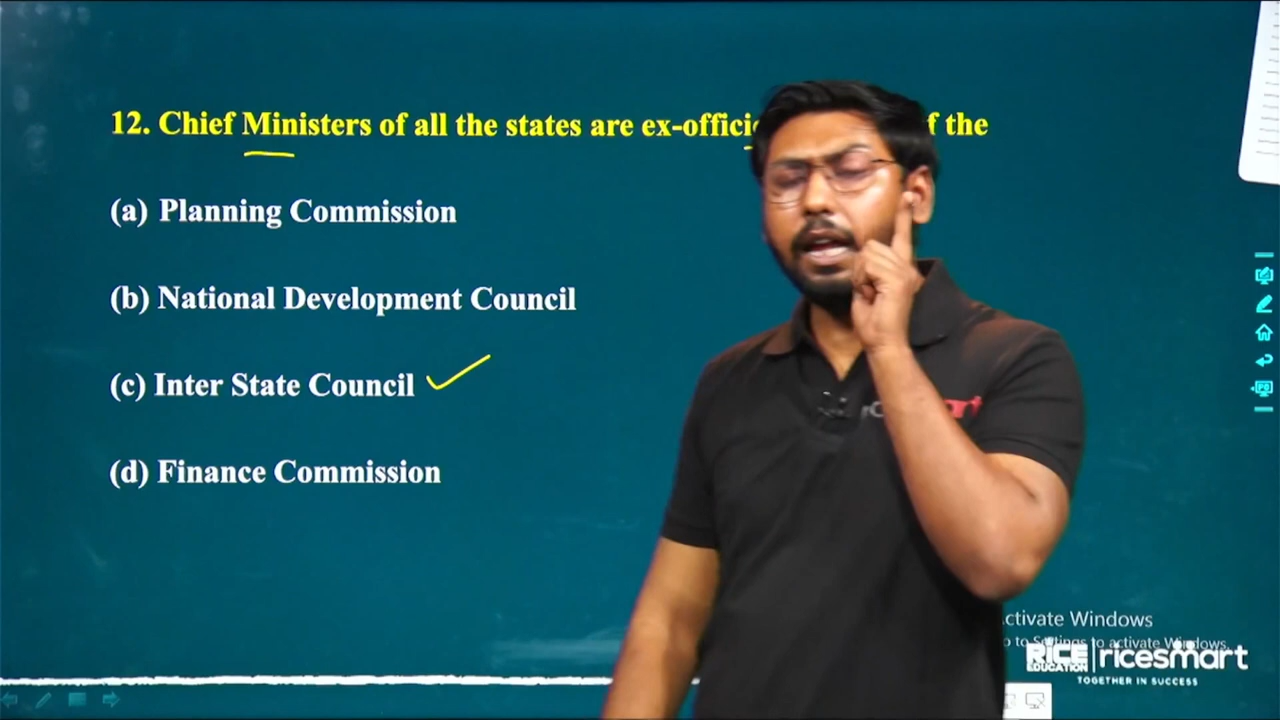 12. Chief Ministers of all the states are ex-offici of the
(a) Planning Commission
(b) National Development Council
(c) Inter State Council
(d) Finance Commission
ctivate Windows
o to Settings to activate Windows.
RICE EDUCATION ricesmart
TOGETHER IN SUCCESS